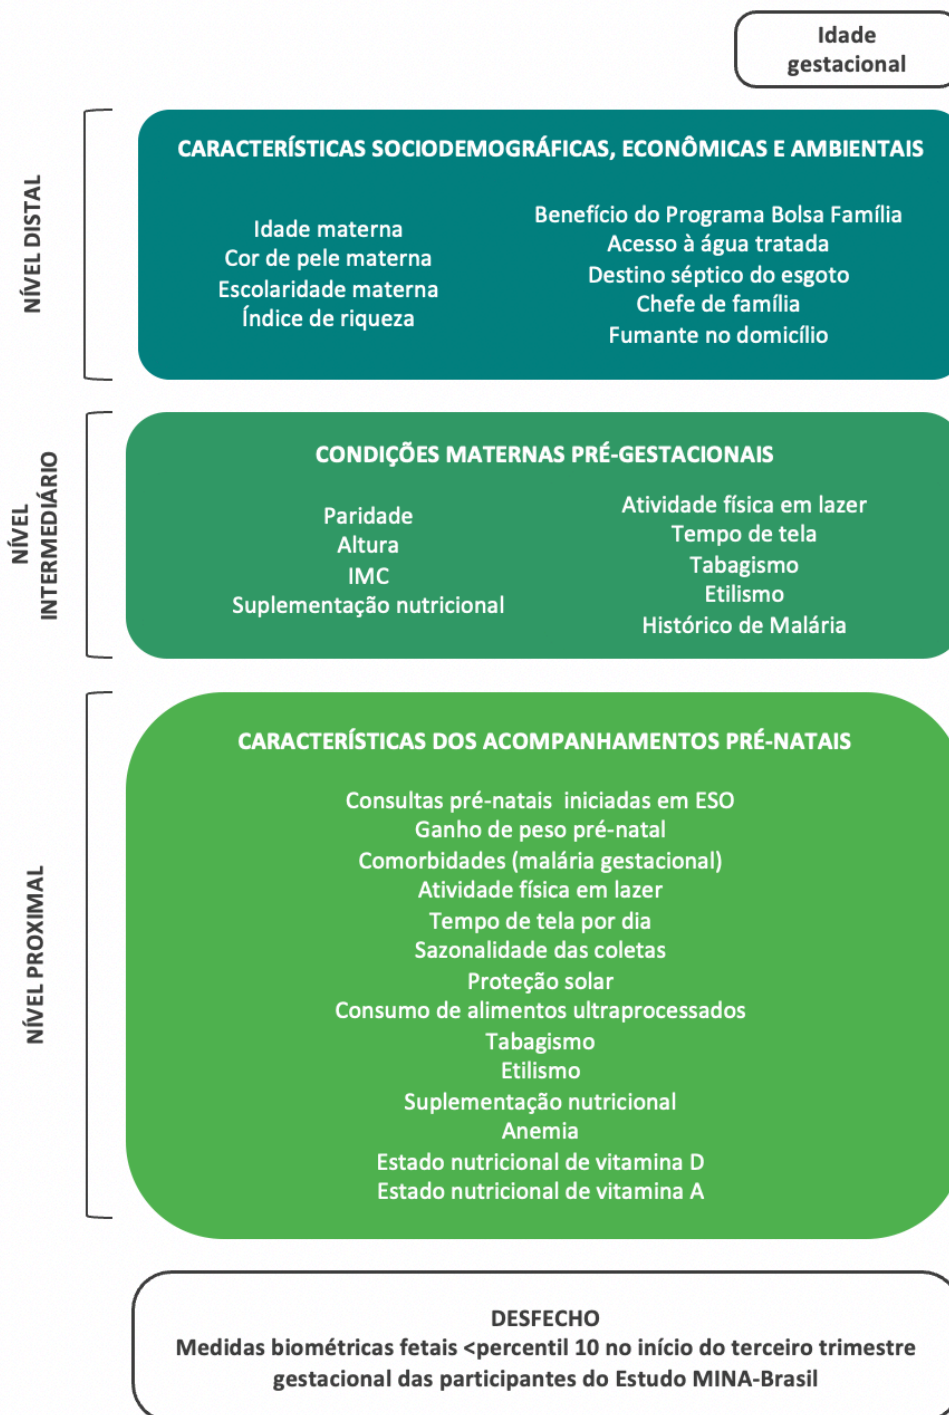 Idade
gestacional
NÍVEL DISTAL
CARACTERÍSTICAS SOCIODEMOGRÁFICAS, ECONÔMICAS E AMBIENTAIS
Idade materna
Cor de pele materna
Escolaridade materna
Índice de riqueza
Benefício do Programa Bolsa Família
Acesso à água tratada
Destino séptico do esgoto
Chefe de família
Fumante no domicílio
NÍVEL
INTERMEDIÁRIO
CONDIÇÕES MATERNAS PRÉ-GESTACIONAIS
Paridade
Altura
IMC
Suplementação nutricional
Atividade física em lazer
Tempo de tela
Tabagismo
Etilismo
Histórico de Malária
NÍVEL PROXIMAL
CARACTERÍSTICAS DOS ACOMPANHAMENTOS PRÉ-NATAIS
Consultas pré-natais iniciadas em ESO
Ganho de peso pré-natal
Comorbidades (malária gestacional)
Atividade física em lazer
Tempo de tela por dia
Sazonalidade das coletas
Proteção solar
Consumo de alimentos ultraprocessados
Tabagismo
Etilismo
Suplementação nutricional
Anemia
Estado nutricional de vitamina D
Estado nutricional de vitamina A
DESFECHO
Medidas biométricas fetais <percentil 10 no início do terceiro trimestre
gestacional das participantes do Estudo MINA-Brasil